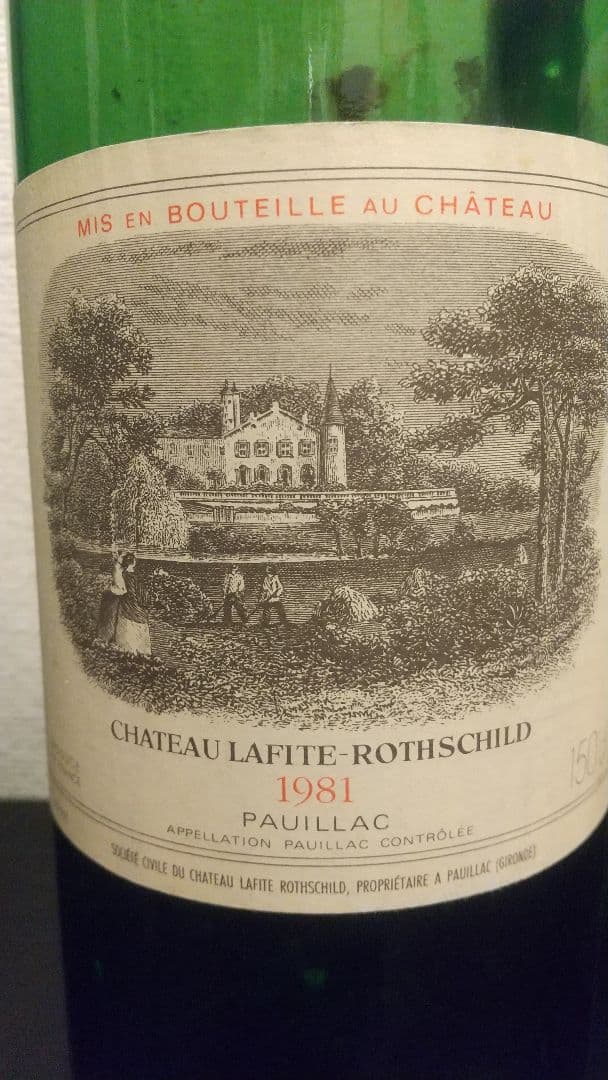 MIS EN BOUTEILLE AU CHÂTEAU
CHATEAU LAFITE-ROTHSCHILD
1981
150
PAUILLAC
APPELLATION PAUILLAC CONTRÔLÉE
SOCIÉTÉ CIVILE DU CHATEAU LAFITE ROTHSCHILD, PROPRIÉTAIRE A PAUILLAC (GIRONDE)